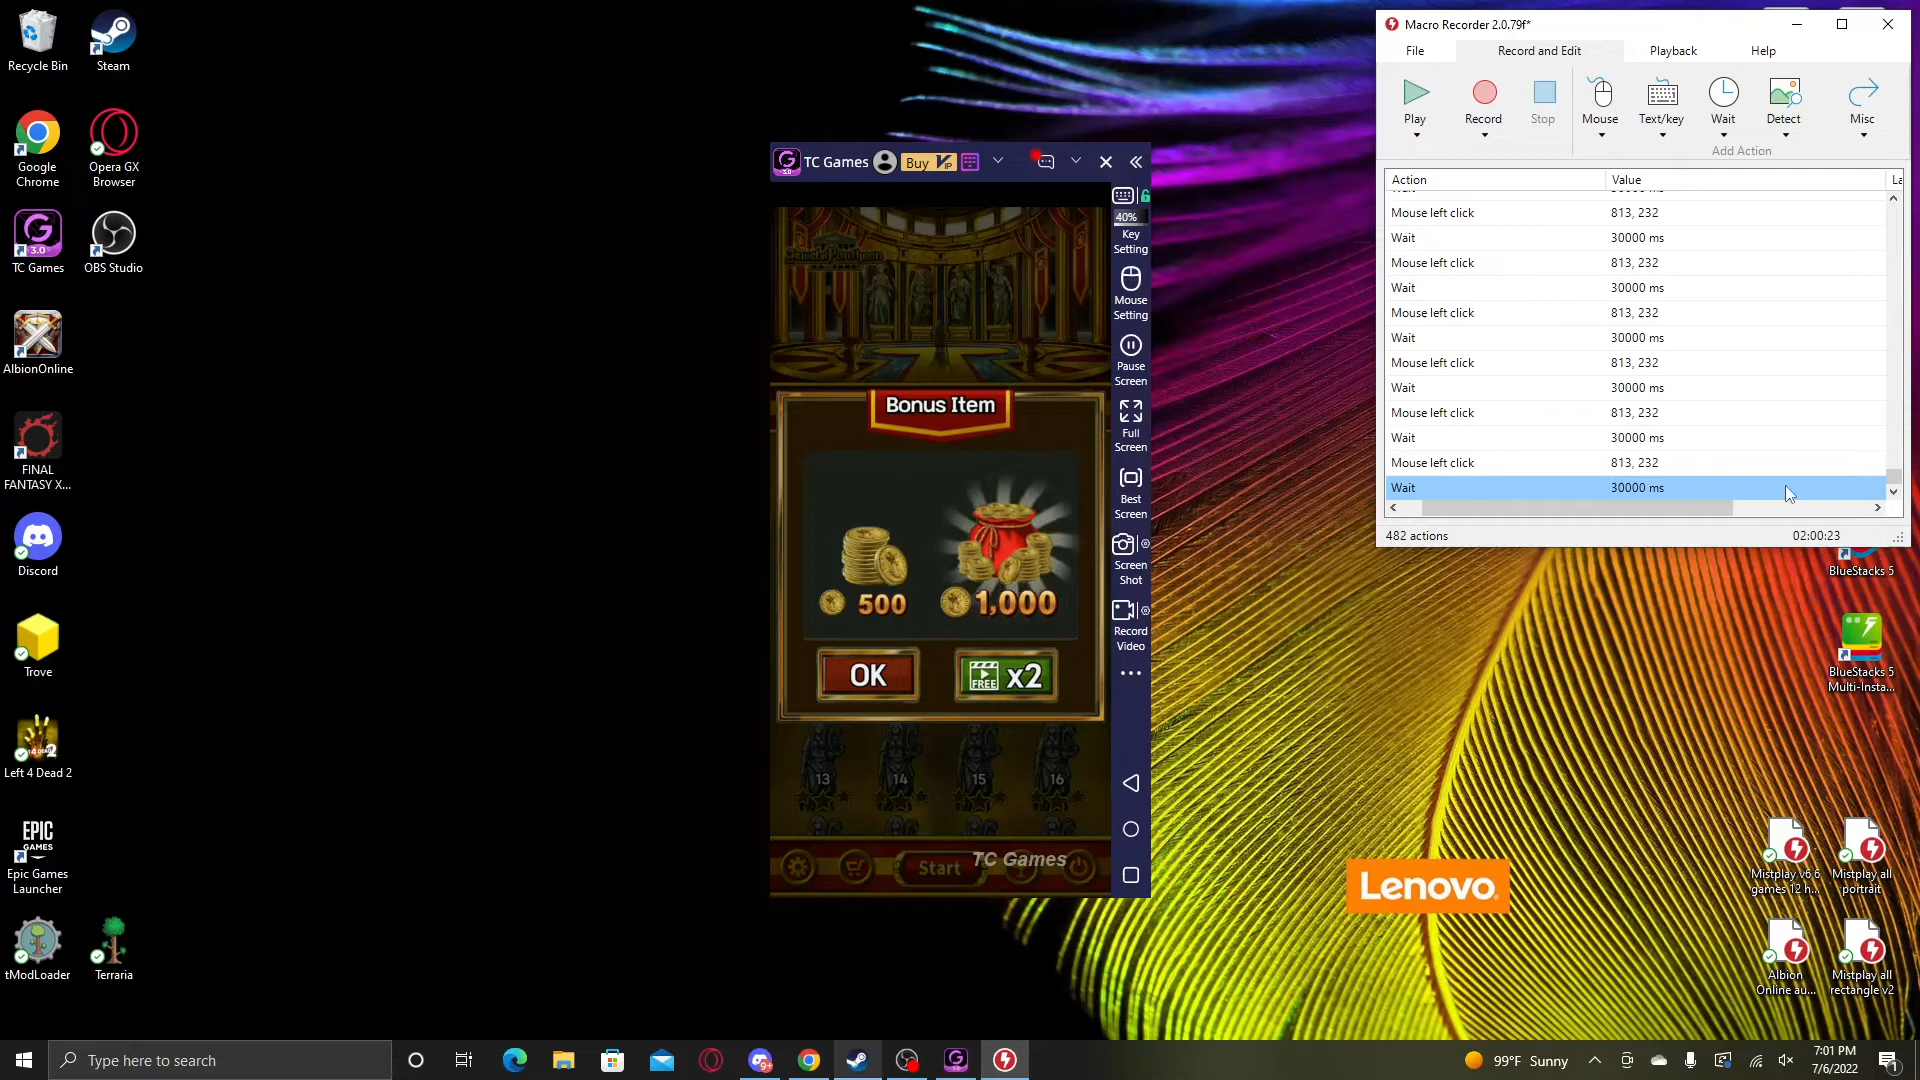 Recycle Bin
Steam
Google
Chrome
Opera GX
Browser
TC Games
OBS Studio
AlbionOnline
FINAL
FANTASY X...
Discord
Trove
Left 4 Dead 2
EPIC
GAMES
Epic Games
Launcher
tModLoader
Terraria
TC Games
Buy VIP
40%
Key
Setting
Mouse
Setting
Pause
Screen
Full
Screen
Best
Screen
Screen
Shot
Record
Video
Bonus Item
500
1,000
OK
FREE x2
13
14
15
16
Start
TC Games
Macro Recorder 2.0.79f*
File
Record and Edit
Playback
Help
Play
Record
Stop
Mouse
Text/key
Wait
Detect
Misc
Add Action
Action Value La
Mouse left click 813, 232
Wait 30000 ms
Mouse left click 813, 232
Wait 30000 ms
Mouse left click 813, 232
Wait 30000 ms
Mouse left click 813, 232
Wait 30000 ms
Mouse left click 813, 232
Wait 30000 ms
Mouse left click 813, 232
Wait 30000 ms
482 actions 02:00:23
BlueStacks 5
BlueStacks 5
Multi-Insta...
Lenovo
Mistplay v6 6
games 12 h...
Mistplay all
portrait
Albion
Online au...
Mistplay all
rectangle v2
Type here to search
9+
99°F Sunny
7:01 PM
7/6/2022
1